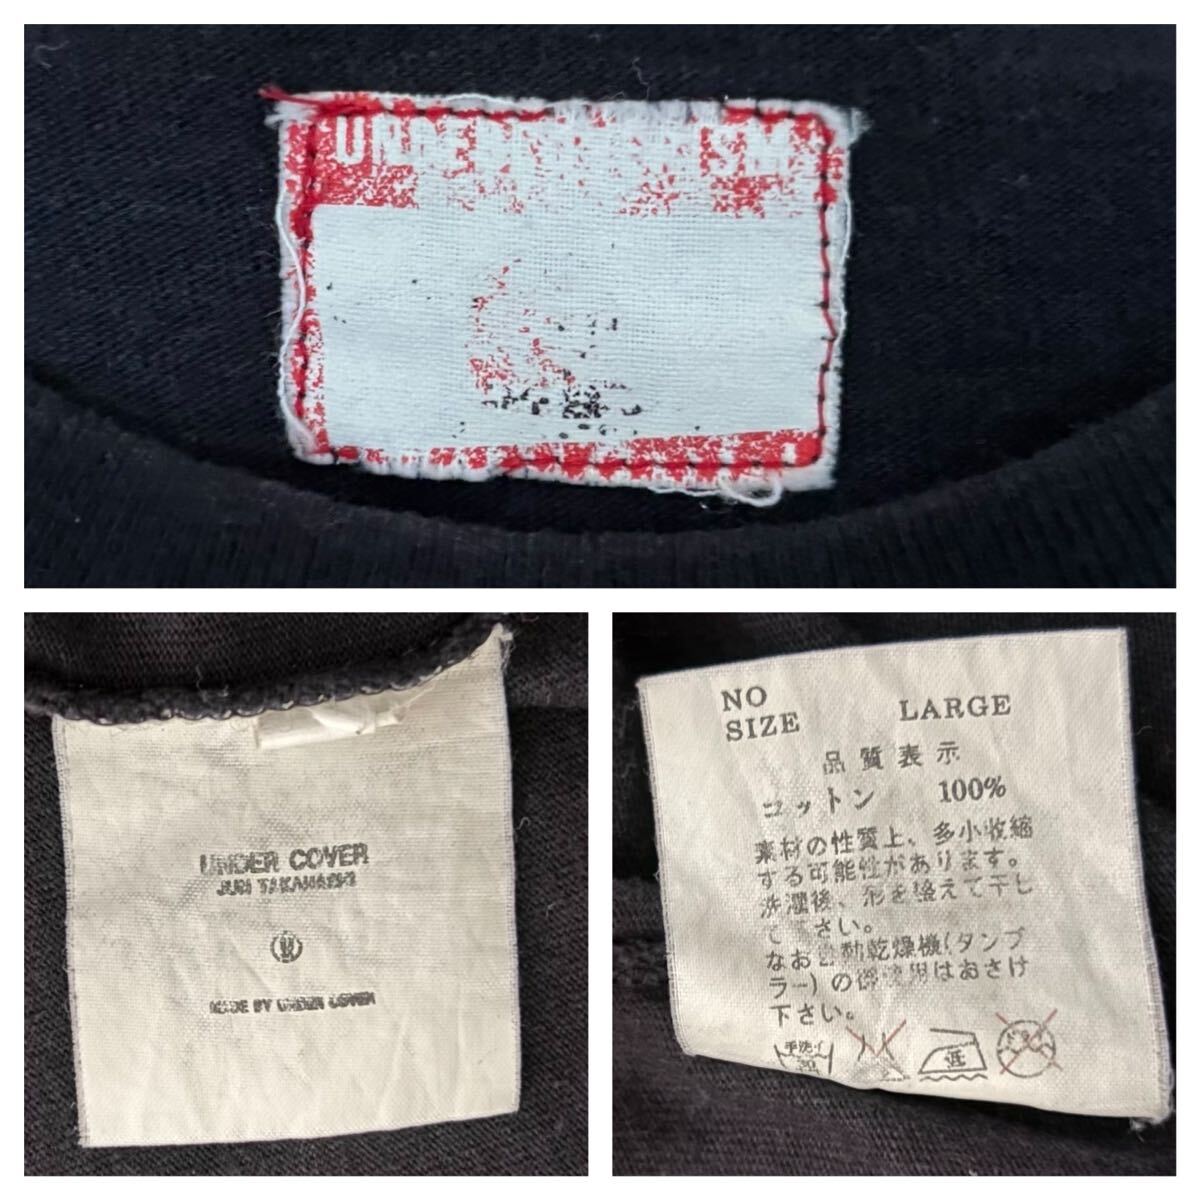 UNDER
ISM
UNDER COVER
JUN TAKAHASHI
MADE BY UNDER COVER
NO
SIZE LARGE
品質表示
コットン 100%
素材の性質上、多少収縮
する可能性があります。
洗濯後、形を整えて干し
て下さい。
なお自動乾燥機(タンブ
ラー)の御使用はおさけ
下さい。
手洗イ
30
低